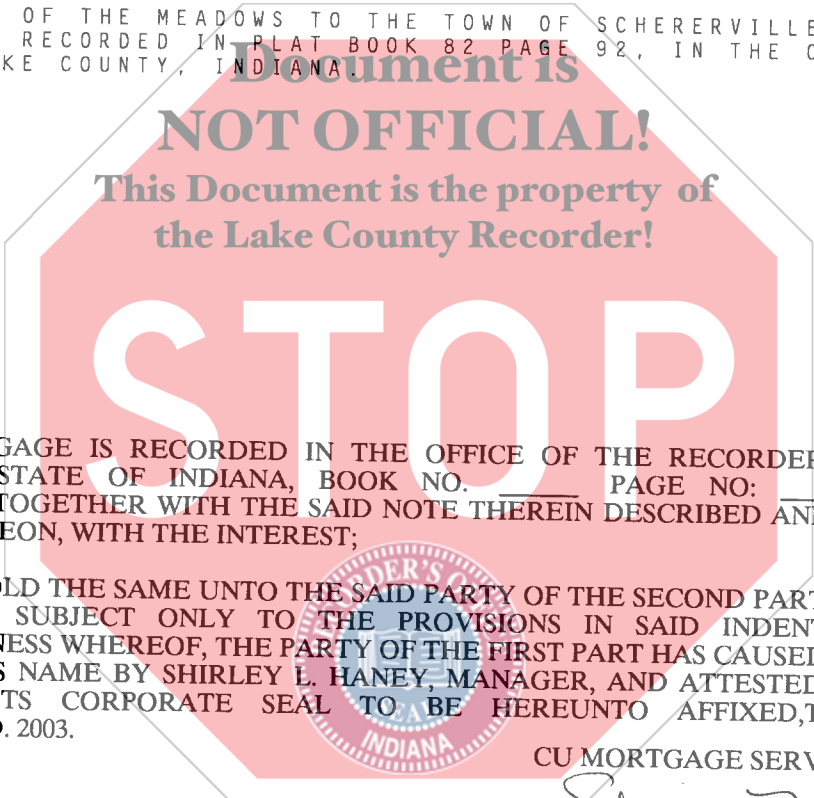 OF THE MEADOWS TO THE TOWN OF SCHERERVILLE
RECORDED IN PLAT BOOK 82 PAGE 92, IN THE
KE COUNTY, INDIANA.
Document is
NOT OFFICIAL!
This Document is the property of
the Lake County Recorder!
STOP
GAGE IS RECORDED IN THE OFFICE OF THE RECORDER
STATE OF INDIANA, BOOK NO. ______ PAGE NO:
TOGETHER WITH THE SAID NOTE THEREIN DESCRIBED AN
EON, WITH THE INTEREST;
LD THE SAME UNTO THE SAID PARTY OF THE SECOND PART
SUBJECT ONLY TO THE PROVISIONS IN SAID INDENT
NESS WHEREOF, THE PARTY OF THE FIRST PART HAS CAUSED
S NAME BY SHIRLEY L. HANEY, MANAGER, AND ATTESTED
TS CORPORATE SEAL TO BE HEREUNTO AFFIXED,T
. 2003.
CU MORTGAGE SERV
SEAL
INDIANA